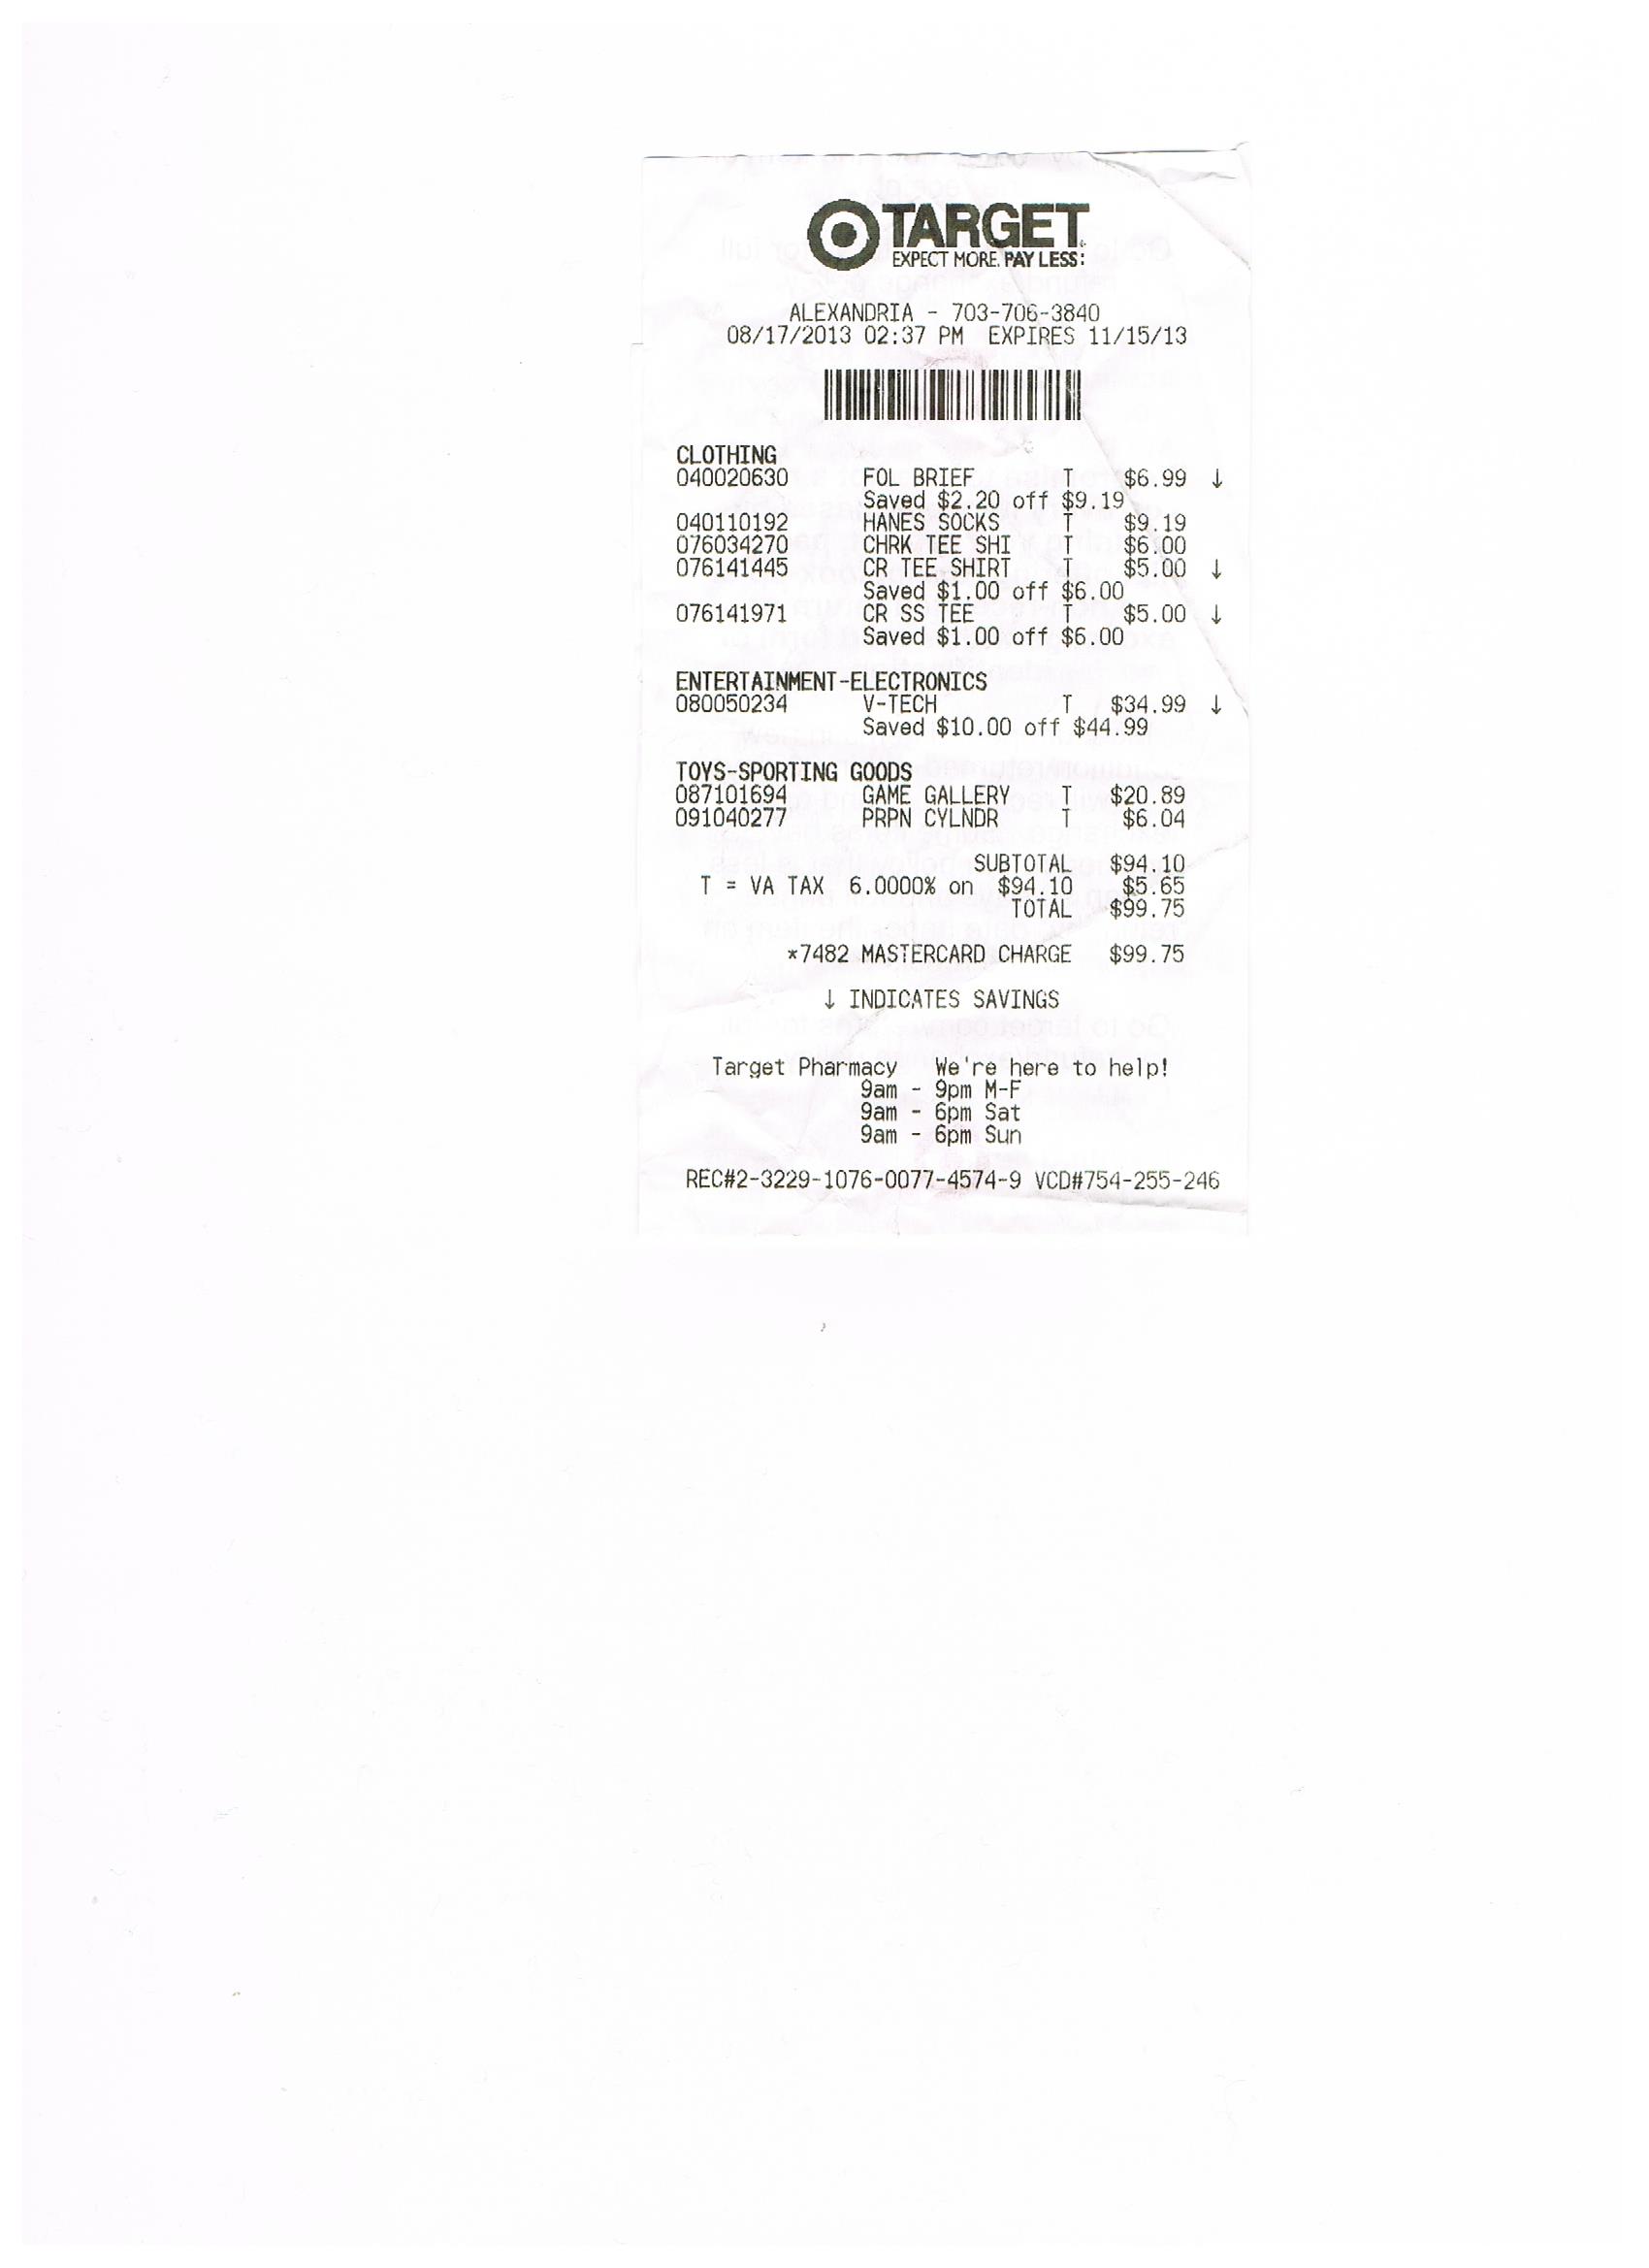 TARGET
EXPECT MORE. PAY LESS.
ALEXANDRIA - 703-706-3840
08/17/2013 02:37 PM EXPIRES 11/15/13
CLOTHING
040020630 FOL BRIEF T $6.99 ↓
Saved $2.20 off $9.19
040110192 HANES SOCKS T $9.19
076034270 CHRK TEE SHI T $6.00
076141445 CR TEE SHIRT T $5.00 ↓
Saved $1.00 off $6.00
076141971 CR SS TEE T $5.00 ↓
Saved $1.00 off $6.00
ENTERTAINMENT-ELECTRONICS
080050234 V-TECH T $34.99 ↓
Saved $10.00 off $44.99
TOYS-SPORTING GOODS
087101694 GAME GALLERY T $20.89
091040277 PRPN CYLNDR T $6.04
SUBTOTAL $94.10
T = VA TAX 6.0000% on $94.10 $5.65
TOTAL $99.75
*7482 MASTERCARD CHARGE $99.75
↓ INDICATES SAVINGS
Target Pharmacy We're here to help!
9am - 9pm M-F
9am - 6pm Sat
9am - 6pm Sun
REC#2-3229-1076-0077-4574-9 VCD#754-255-246